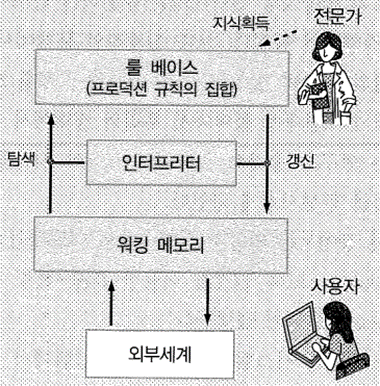 지식획득
전문가
룰 베이스
(프로덕션 규칙의 집합)
탐색
인터프리터
갱신
워킹 메모리
사용자
외부세계